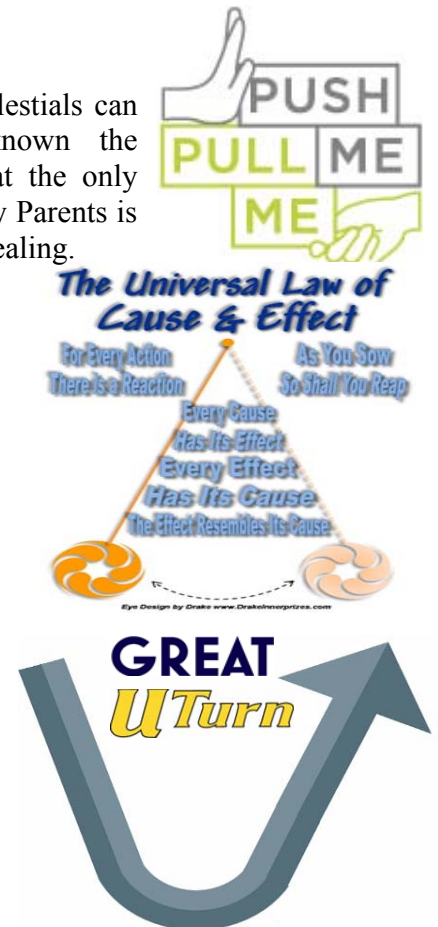 lestials can
nown the
at the only
y Parents is
ealing.
PUSH
PULL ME
ME
The Universal Law of
Cause & Effect
For Every Action
There is a Reaction
As You Sow
So Shall You Reap
Every Cause
Has Its Effect
Every Effect
Has Its Cause
The Effect Resembles Its Cause
Eye Design by Drake www.DrakeInnerprizes.com
GREAT
U Turn